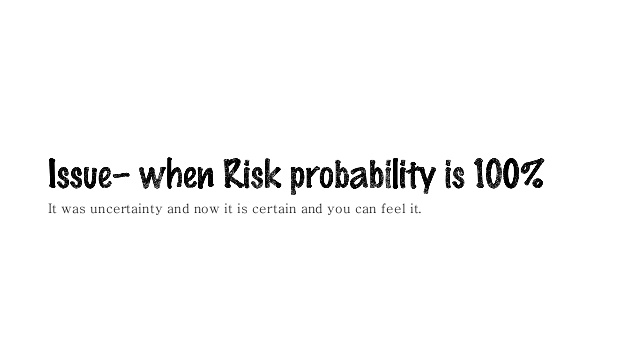 Issue- when Risk probability is 100%
It was uncertainty and now it is certain and you can feel it.